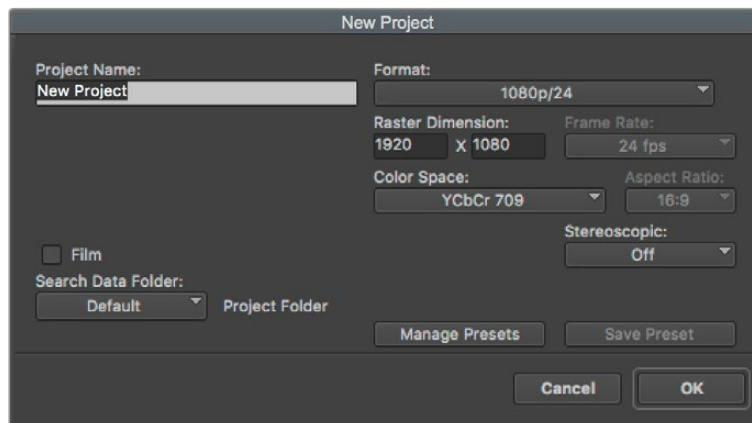 New Project
Project Name:
New Project
Format:
1080p/24
Raster Dimension:
Frame Rate:
1920 X 1080
24 fps
Color Space:
Aspect Ratio:
YCbCr 709
16:9
Stereoscopic:
Off
Film
Search Data Folder:
Default
Project Folder
Manage Presets
Save Preset
Cancel
OK